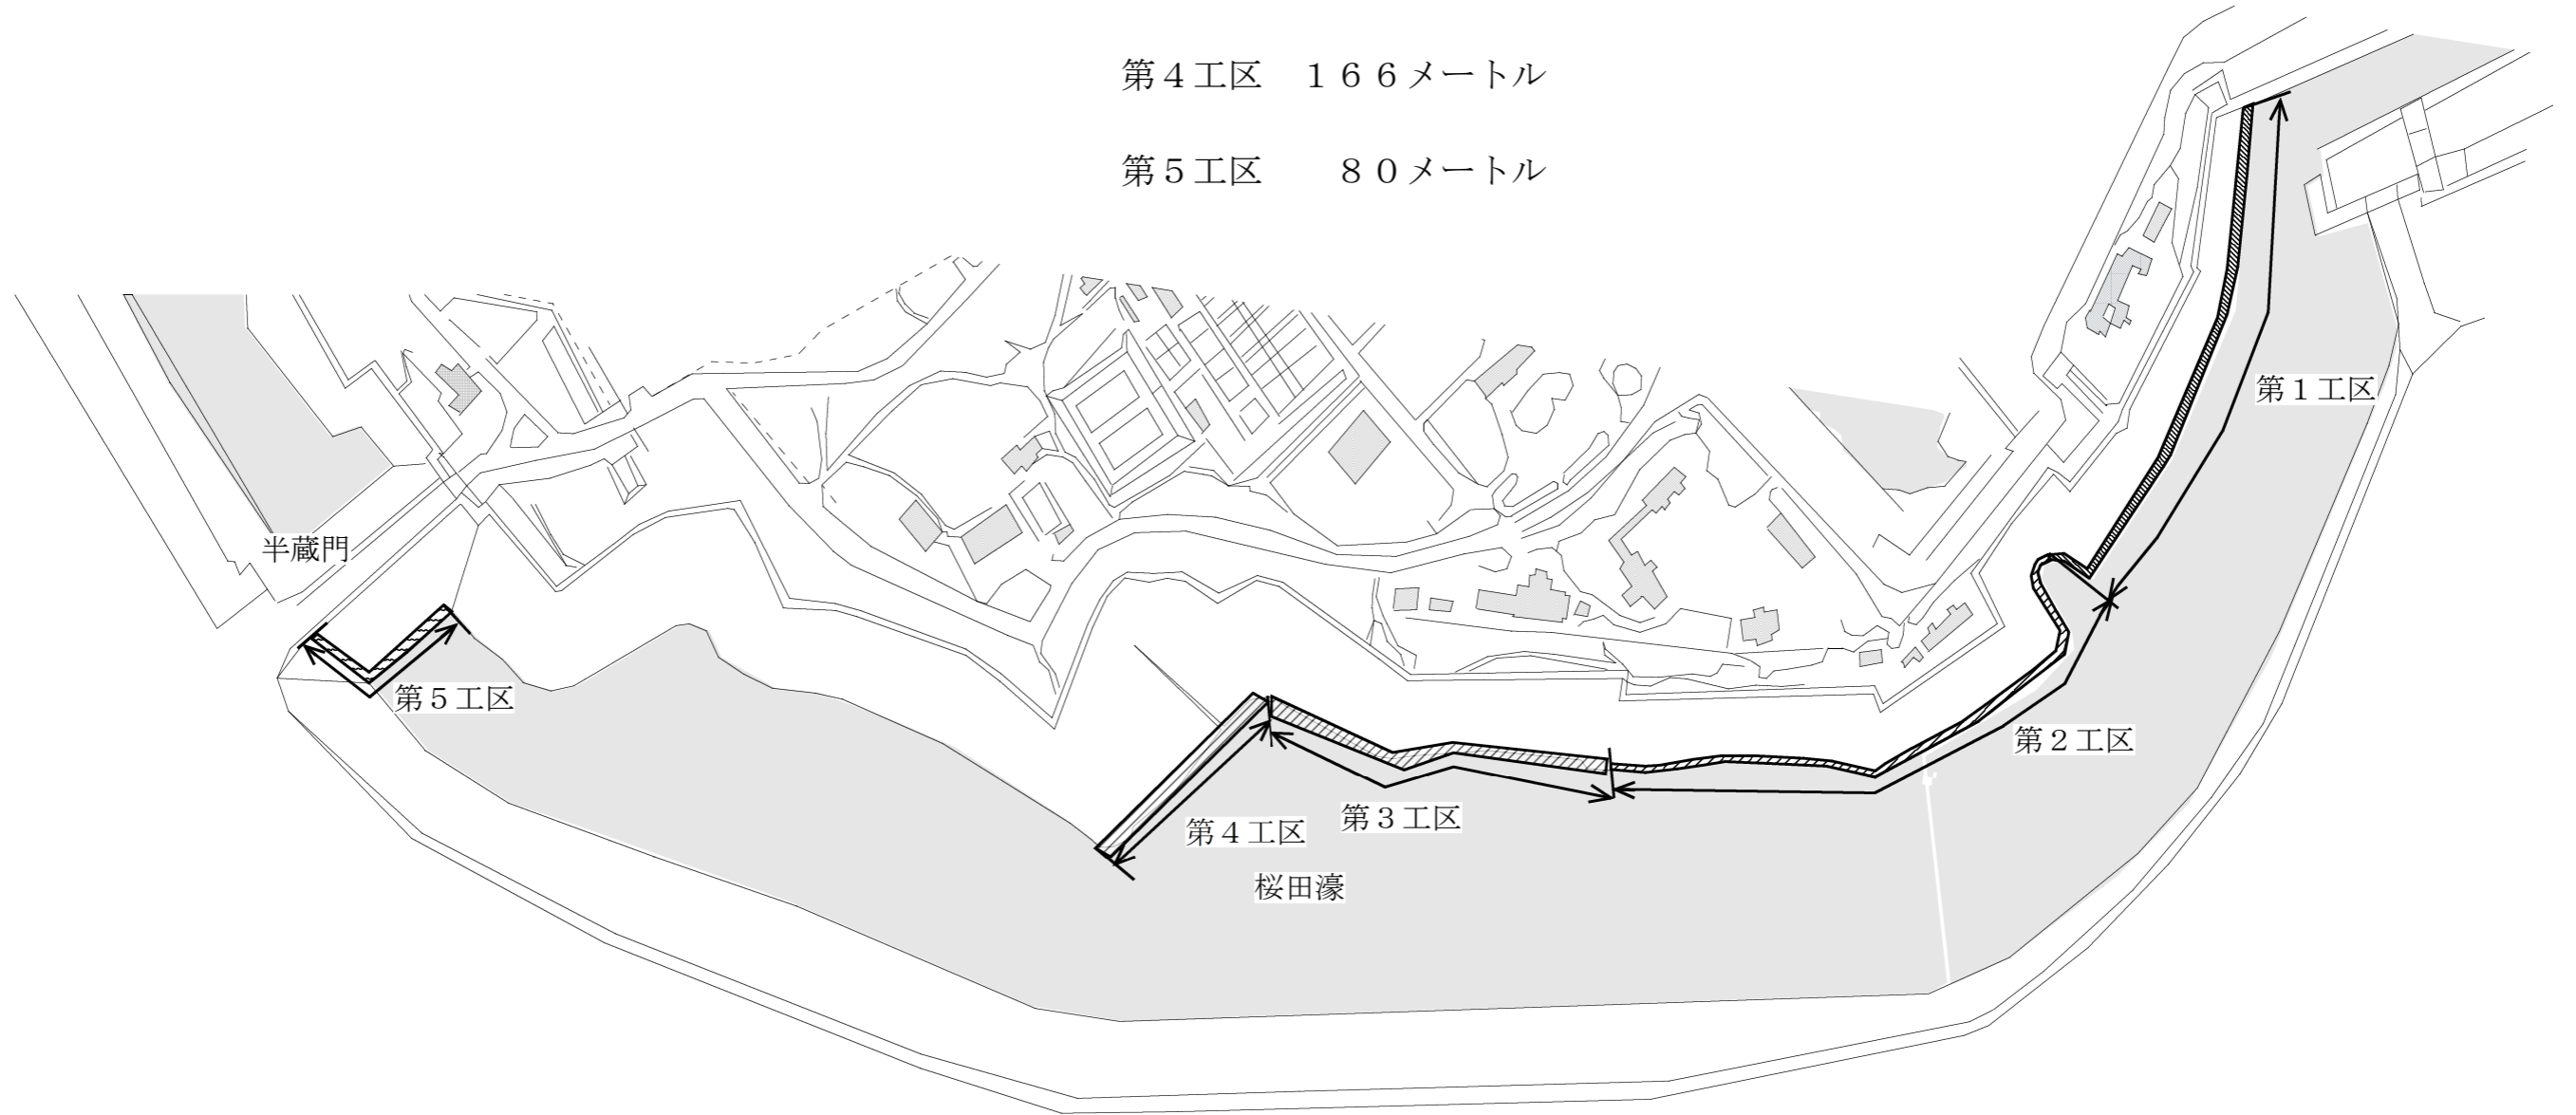 第４工区　１６６メートル
第５工区　　８０メートル
第１工区
半蔵門
第５工区
第２工区
第４工区
第３工区
桜田濠